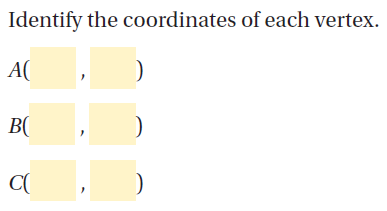 Identify the coordinates of each vertex.
A( , )
B( , )
C( , )